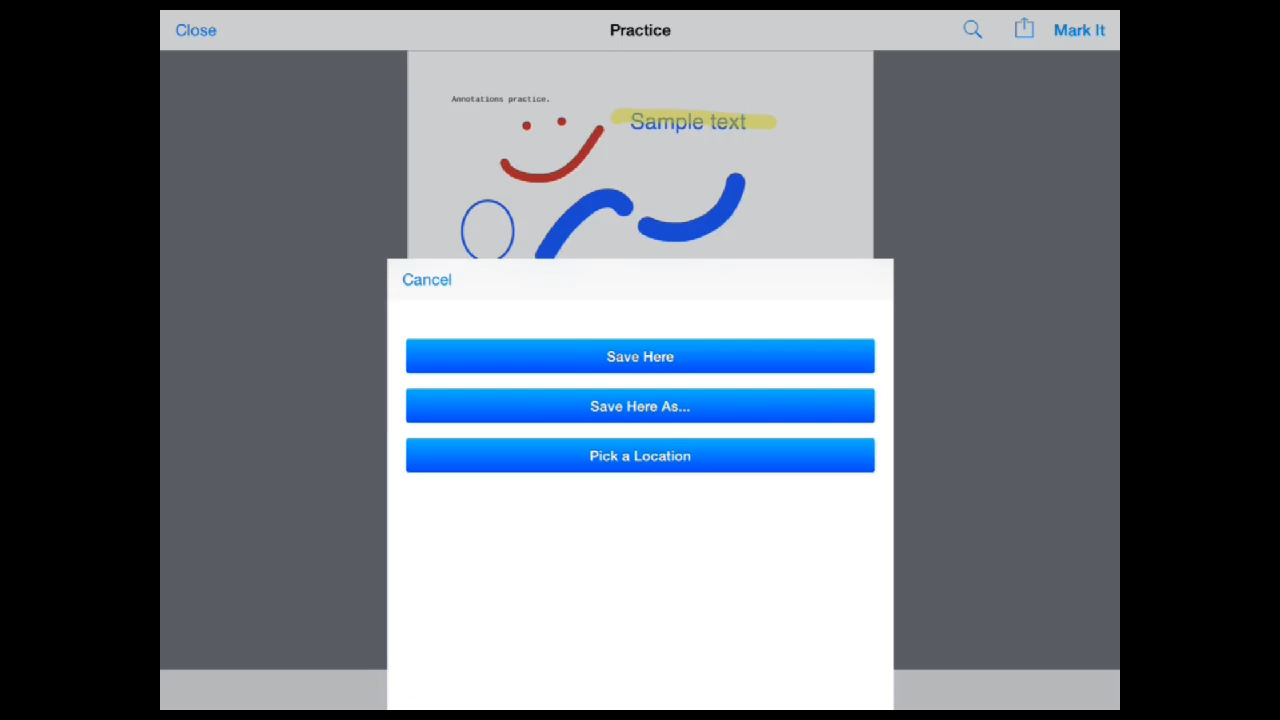 Close Practice Mark It
Annotations practice.
Sample text
Cancel
Save Here
Save Here As...
Pick a Location